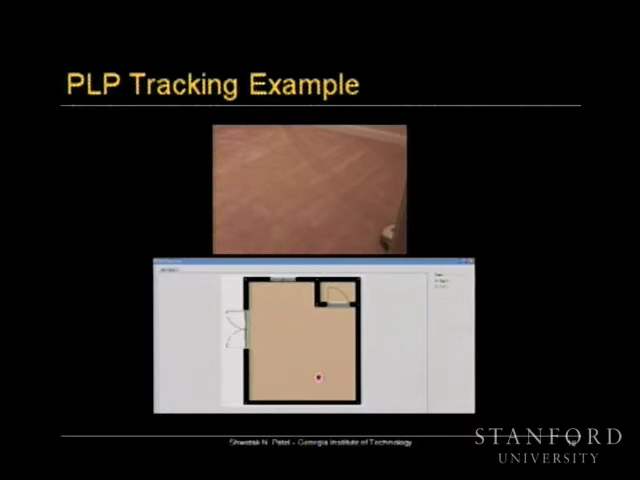 PLP Tracking Example
Shwetak N. Patel - Georgia Institute of Technology
STANFORD
UNIVERSITY